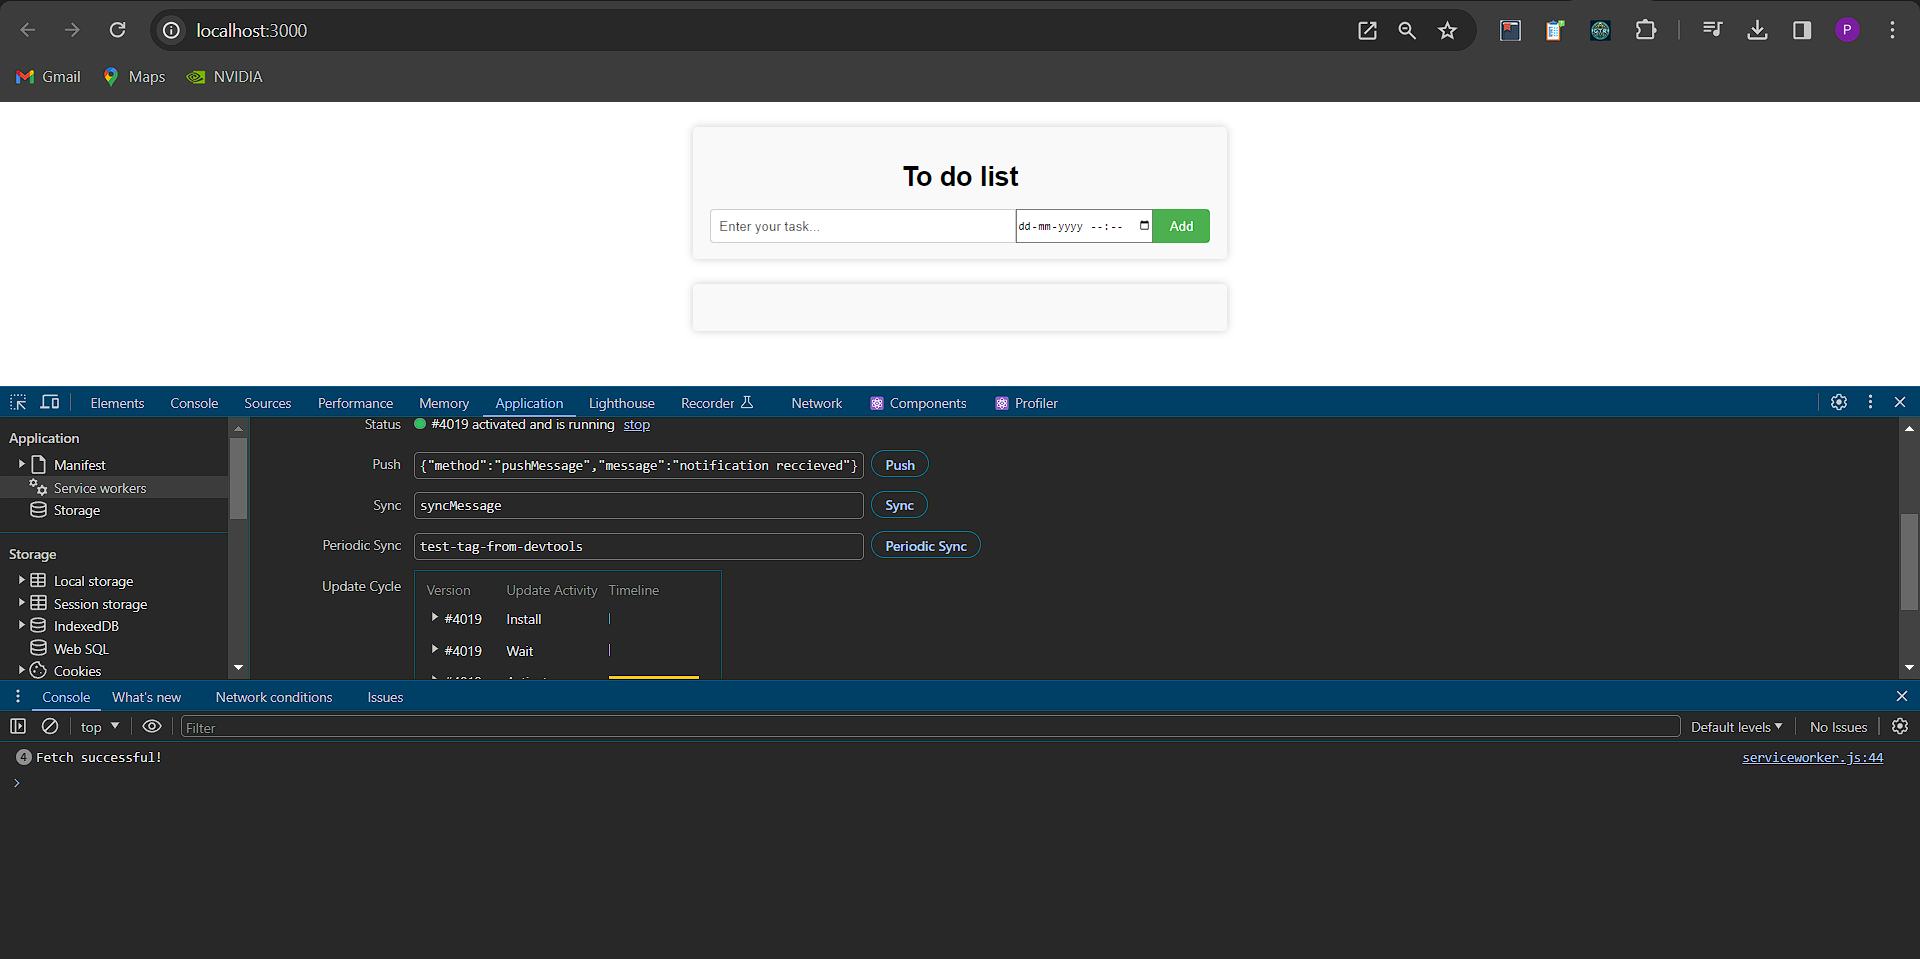 localhost:3000
P
Gmail Maps NVIDIA
To do list
Enter your task... dd-mm-yyyy --:-- Add
Elements Console Sources Performance Memory Application Lighthouse Recorder Network Components Profiler
Application
Manifest
Service workers
Storage
Storage
Local storage
Session storage
IndexedDB
Web SQL
Cookies
Status #4019 activated and is running stop
Push {"method":"pushMessage","message":"notification reccieved"} Push
Sync syncMessage Sync
Periodic Sync test-tag-from-devtools Periodic Sync
Update Cycle Version Update Activity Timeline
#4019 Install
#4019 Wait
Console What's new Network conditions Issues
top Filter Default levels No Issues
4 Fetch successful! serviceworker.js:44